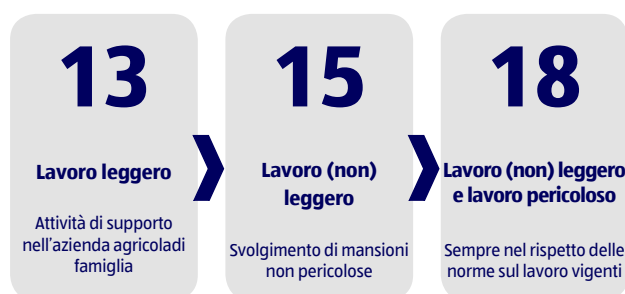 13
Lavoro leggero
Attività di supporto
nell'azienda agricoladi
famiglia
15
Lavoro (non)
leggero
Svolgimento di mansioni
non pericolose
18
Lavoro (non) leggero
e lavoro pericoloso
Sempre nel rispetto delle
norme sul lavoro vigenti